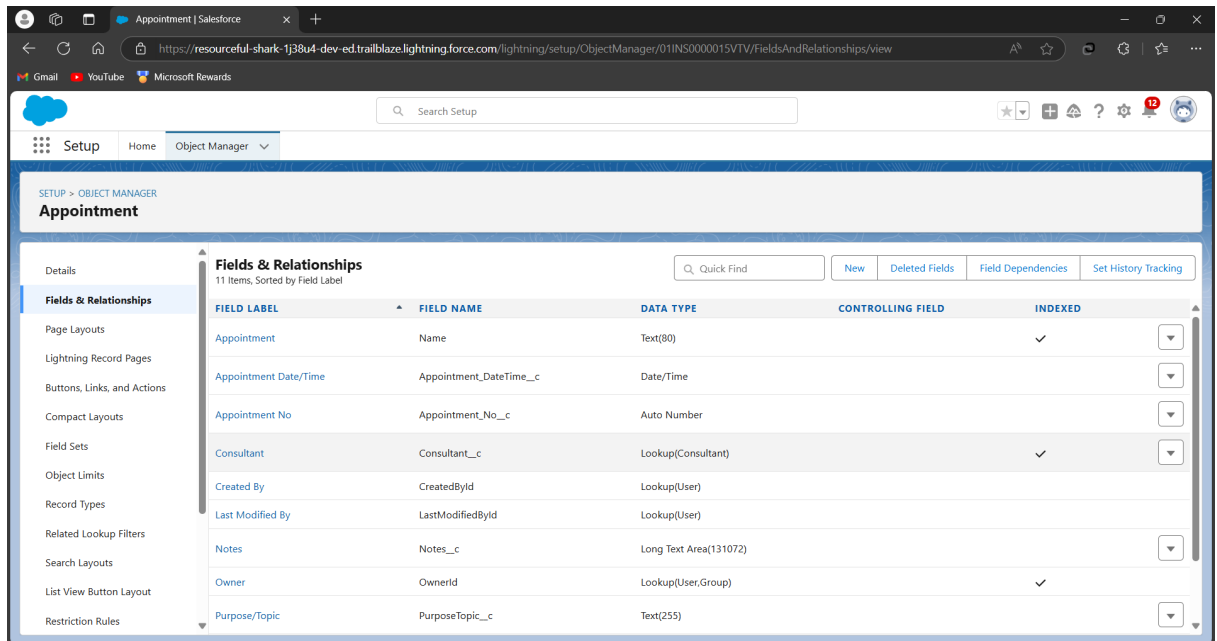 Appointment | Salesforce
https://resourceful-shark-1j38u4-dev-ed.trailblaze.lightning.force.com/lightning/setup/ObjectManager/01INS0000015VTV/FieldsAndRelationships/view
Gmail YouTube Microsoft Rewards
Search Setup
12
Setup Home Object Manager
SETUP > OBJECT MANAGER
Appointment
Details
Fields & Relationships
Page Layouts
Lightning Record Pages
Buttons, Links, and Actions
Compact Layouts
Field Sets
Object Limits
Record Types
Related Lookup Filters
Search Layouts
List View Button Layout
Restriction Rules
Fields & Relationships
11 Items, Sorted by Field Label
Quick Find New Deleted Fields Field Dependencies Set History Tracking
FIELD LABEL FIELD NAME DATA TYPE CONTROLLING FIELD INDEXED
Appointment Name Text(80)
Appointment Date/Time Appointment_DateTime__c Date/Time
Appointment No Appointment_No__c Auto Number
Consultant Consultant__c Lookup(Consultant)
Created By CreatedById Lookup(User)
Last Modified By LastModifiedById Lookup(User)
Notes Notes__c Long Text Area(131072)
Owner OwnerId Lookup(User,Group)
Purpose/Topic PurposeTopic__c Text(255)